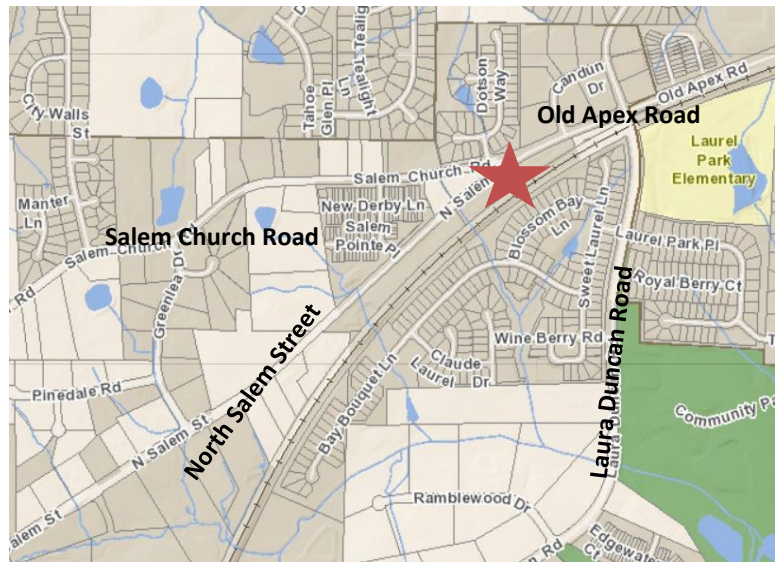 City Walls
St
Tahoe
Glen Pl
Tealight
Ln
Dotson
Way
Candun
Dr
Old Apex Rd
Old Apex Road
Laurel
Park
Elementary
Salem Church Rd
N Salem
Manter
Ln
New Derby Ln
Salem
Pointe Pl
Blossom Bay
Ln
Sweet Laurel Ln
Laurel Park Pl
Salem Church Road
Salem Church
Rd
Greenlea Dr
Royal Berry Ct
North Salem Street
Wine Berry Rd
Laura Duncan Road
Claude
Laurel Dr
Pinedale Rd
Bay Bouquet Ln
Community
N Salem St
Salem St
Ramblewood Dr
Rd
Edgewater
Ct